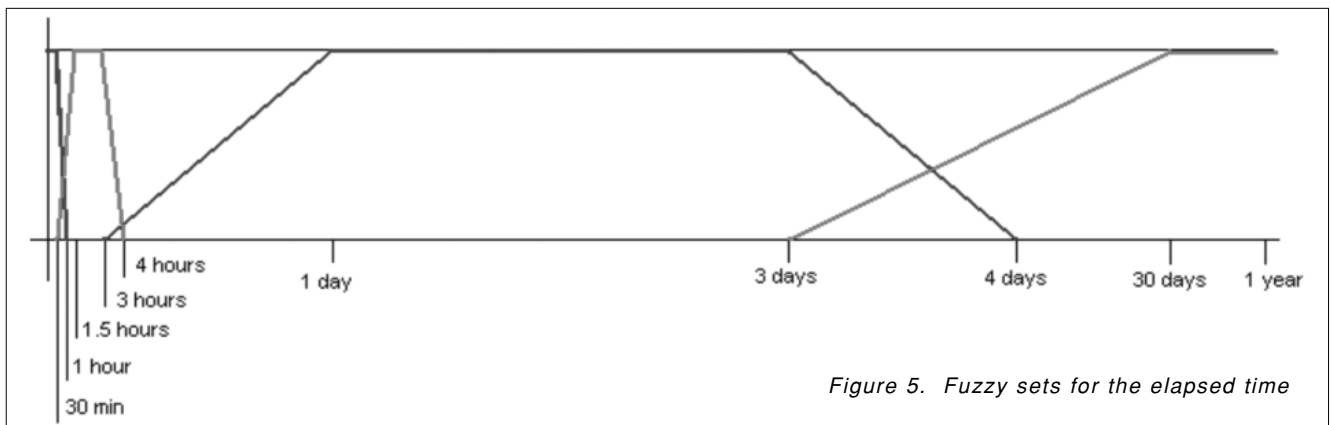 4 hours
3 hours
1.5 hours
1 hour
30 min
1 day
3 days
4 days
30 days
1 year
Figure 5. Fuzzy sets for the elapsed time